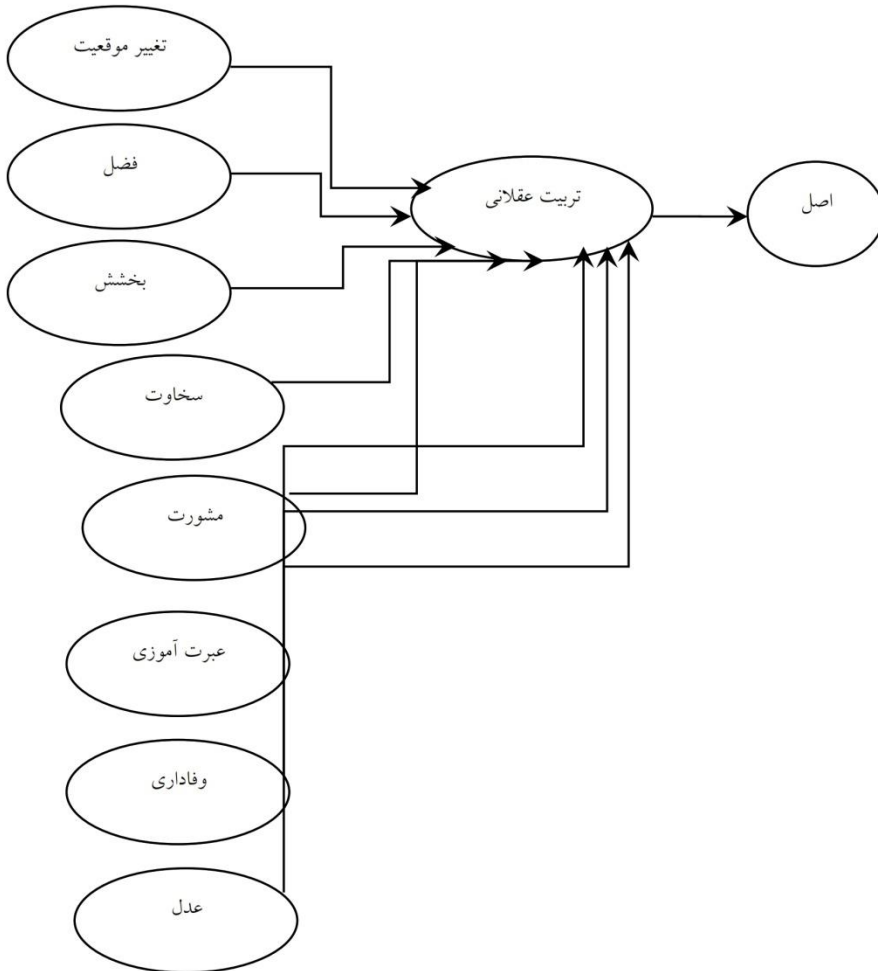 تغییر موقعیت
فضل
تربیت عقلانی
اصل
بخشش
سخاوت
مشورت
عبرت آموزی
وفاداری
عدل